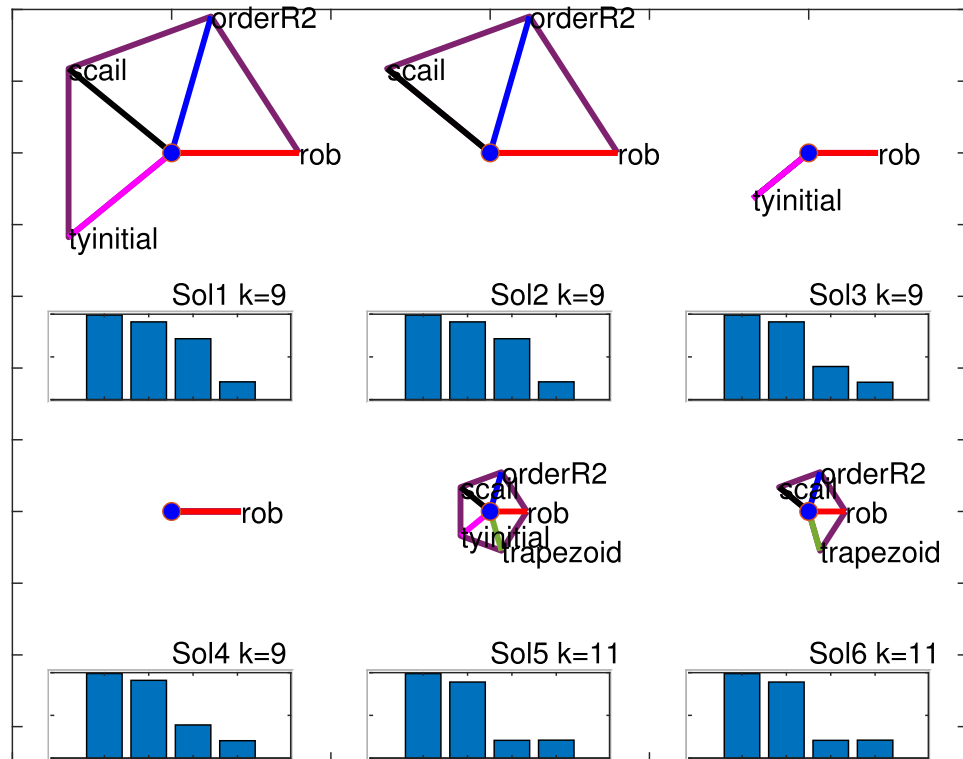 orderR2
scail
rob
tyinitial
orderR2
scail
rob
rob
tyinitial
Sol1 k=9
Sol2 k=9
Sol3 k=9
rob
orderR2
scail
rob
tyinitial
trapezoid
orderR2
scail
rob
trapezoid
Sol4 k=9
Sol5 k=11
Sol6 k=11